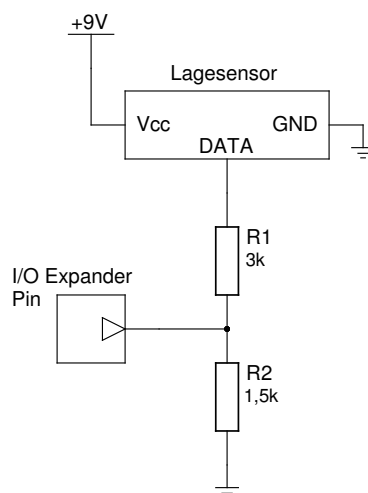 +9V
Lagesensor
Vcc
GND
DATA
R1
3k
I/O Expander
Pin
R2
1,5k